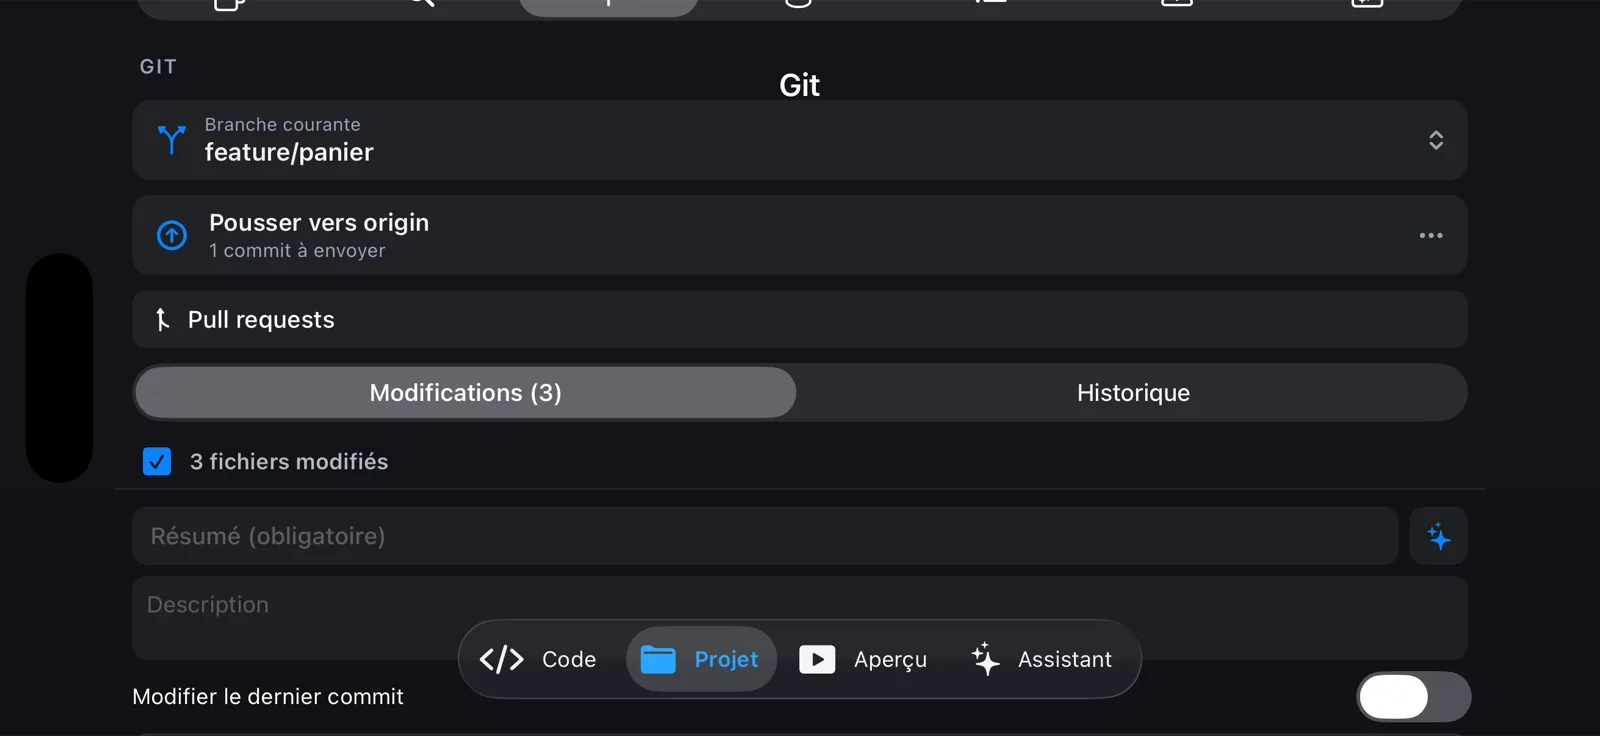 GIT
Git
Branche courante
feature/panier
Pousser vers origin
1 commit à envoyer
Pull requests
Modifications (3)
Historique
3 fichiers modifiés
Résumé (obligatoire)
Description
Code
Projet
Aperçu
Assistant
Modifier le dernier commit